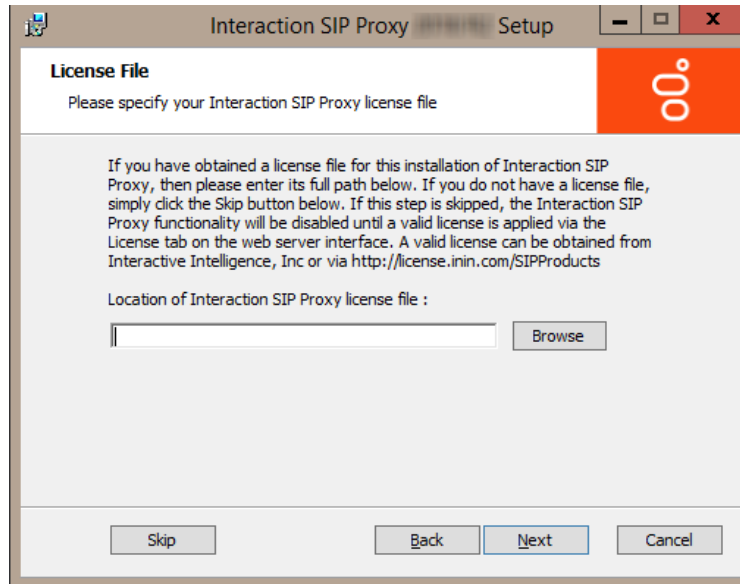 Interaction SIP Proxy Setup
License File
Please specify your Interaction SIP Proxy license file
If you have obtained a license file for this installation of Interaction SIP
Proxy, then please enter its full path below. If you do not have a license file,
simply click the Skip button below. If this step is skipped, the Interaction SIP
Proxy functionality will be disabled until a valid license is applied via the
License tab on the web server interface. A valid license can be obtained from
Interactive Intelligence, Inc or via http://license.inin.com/SIPProducts
Location of Interaction SIP Proxy license file :
Browse
Skip
Back
Next
Cancel